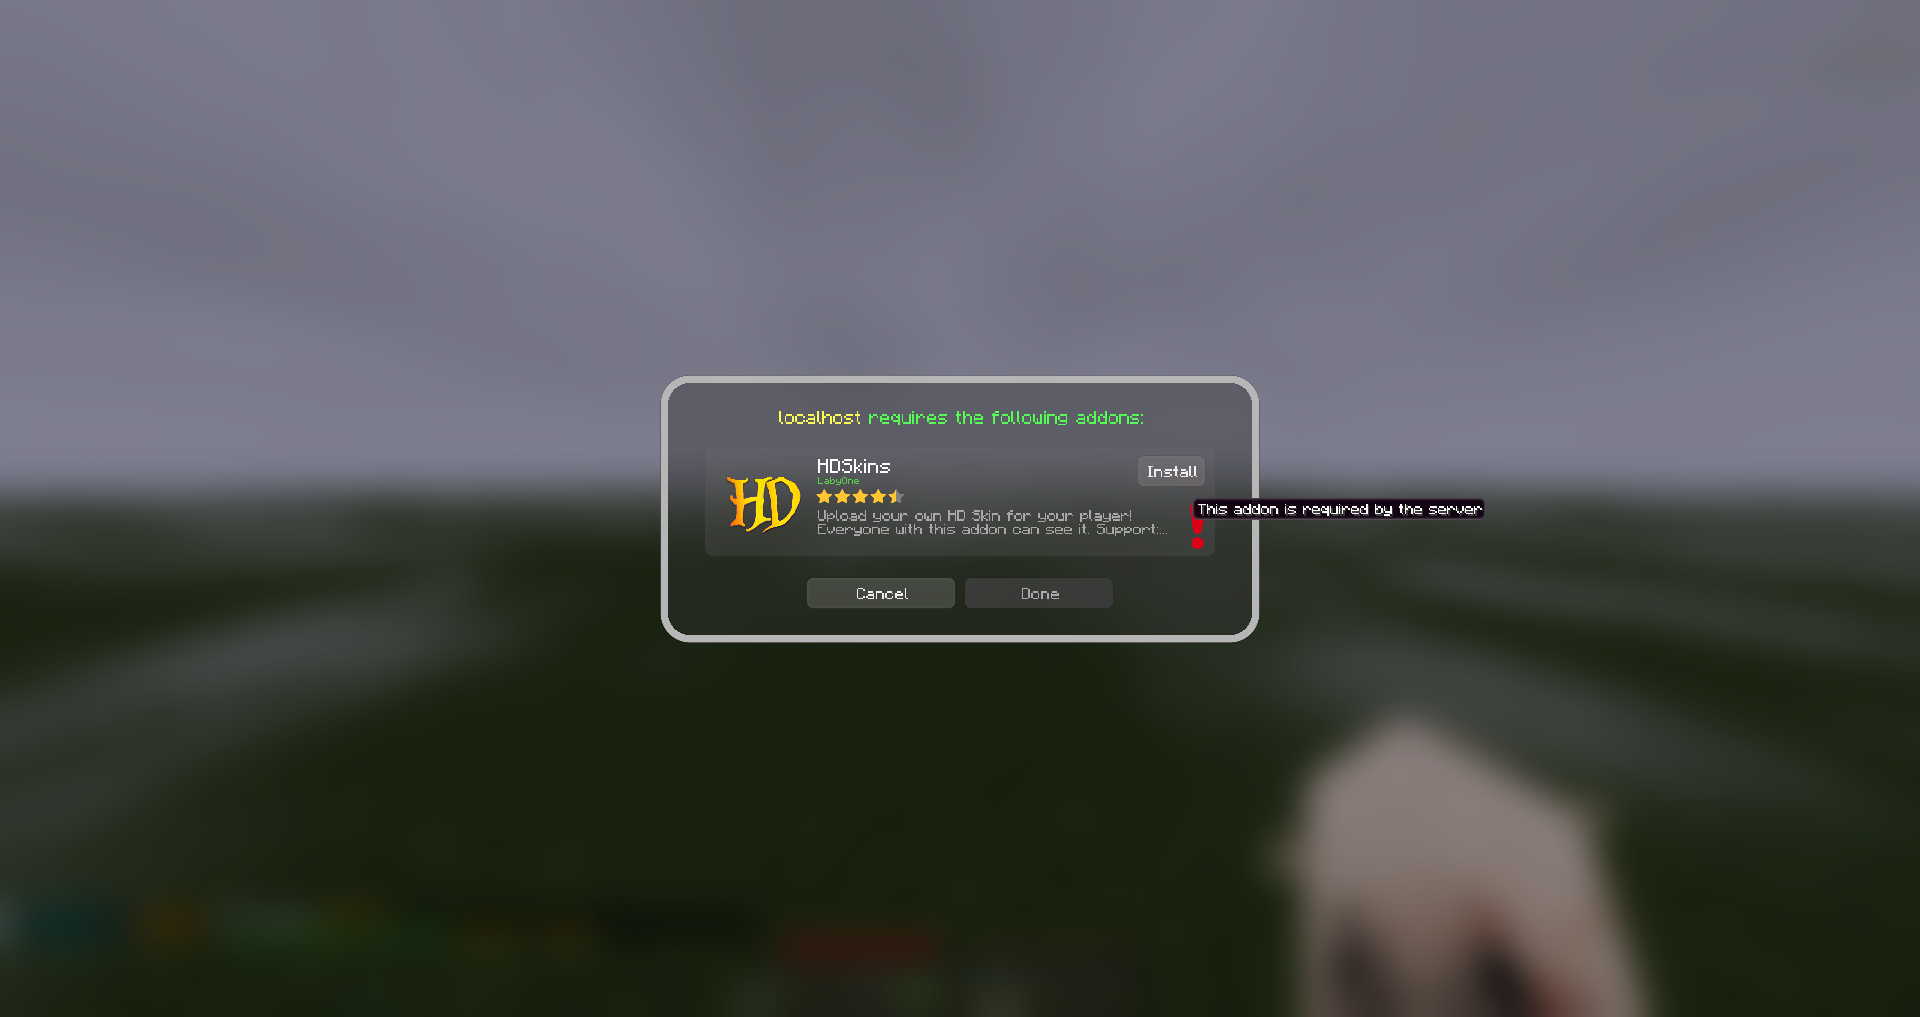 localhost requires the following addons:
HDSkins
LabyOne
HD
Upload your own HD Skin for your player!
Everyone with this addon can see it. Support:...
Install
This addon is required by the server
Cancel
Done